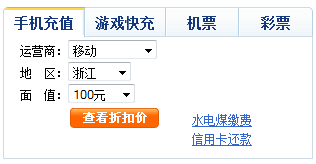 手机充值 游戏快充 机票 彩票
运营商：移动
地 区：浙江
面 值：100元
查看折扣价 水电煤缴费
信用卡还款